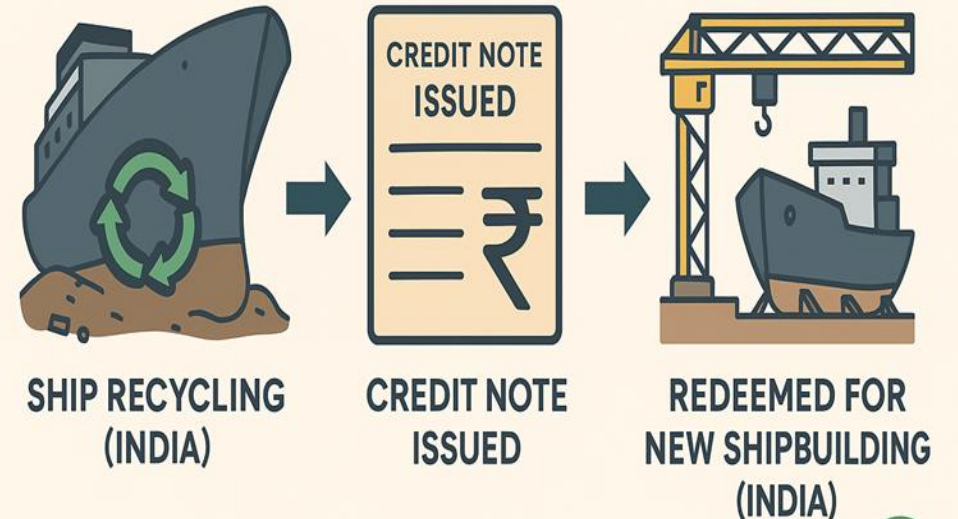 CREDIT NOTE
ISSUED
₹
SHIP RECYCLING
(INDIA)
CREDIT NOTE
ISSUED
REDEEMED FOR
NEW SHIPBUILDING
(INDIA)